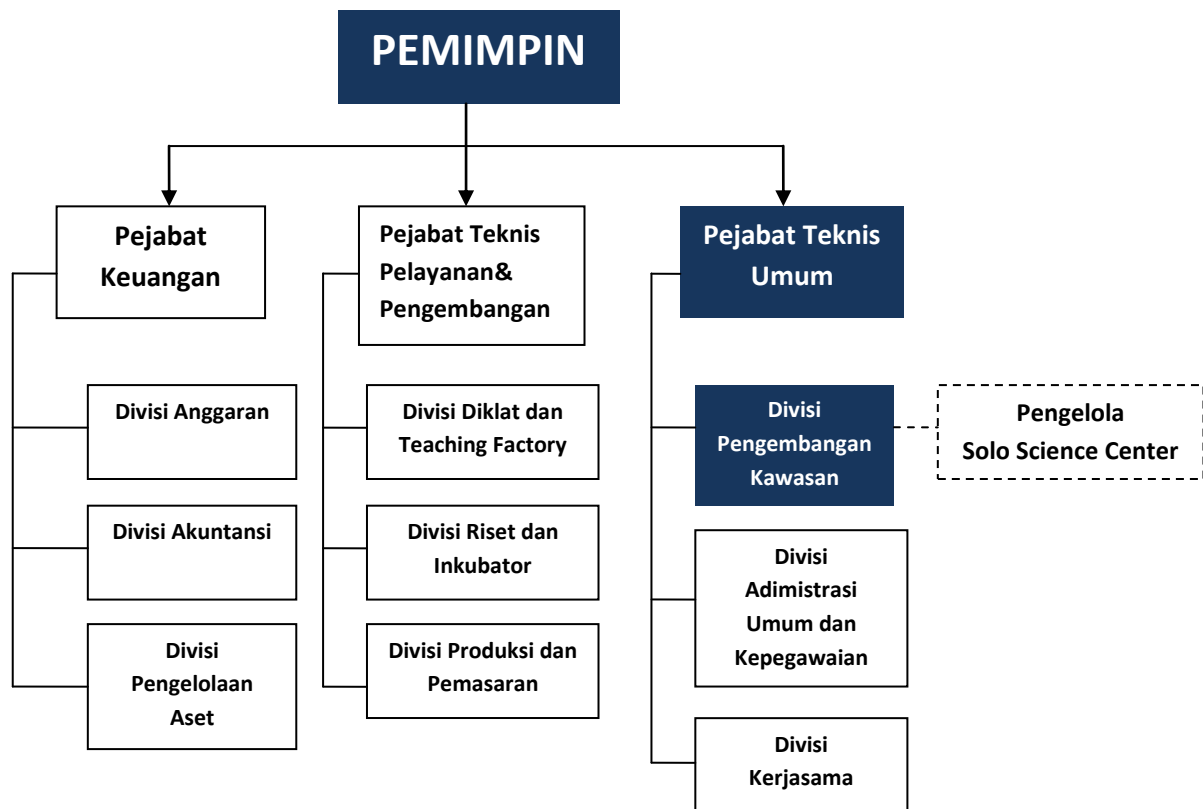 PEMIMPIN
Pejabat
Keuangan
Pejabat Teknis
Pelayanan&
Pengembangan
Pejabat Teknis
Umum
Divisi Anggaran
Divisi Akuntansi
Divisi
Pengelolaan
Aset
Divisi Diklat dan
Teaching Factory
Divisi Riset dan
Inkubator
Divisi Produksi dan
Pemasaran
Divisi
Pengembangan
Kawasan
Pengelola
Solo Science Center
Divisi
Adimistrasi
Umum dan
Kepegawaian
Divisi
Kerjasama